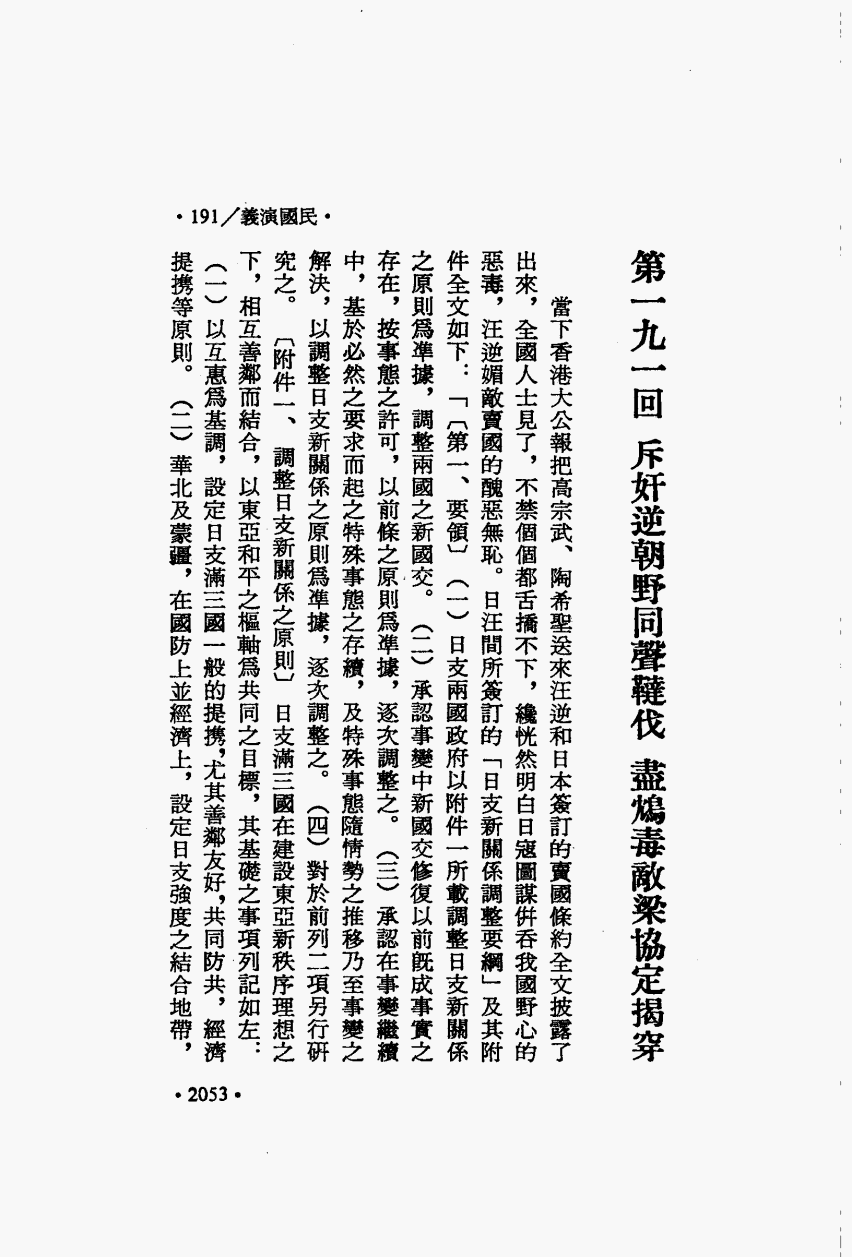 •191／義演國民•
第一九一回 斥奸逆朝野同聲韃伐 盡鴆毒敵梁協定揭穿
當下香港大公報把高宗武、陶希聖送來汪逆和日本簽訂的賣國條約全文披露了
出來，全國人士見了，不禁個個都舌撟不下，纔恍然明白日寇圖謀倂吞我國野心的
惡毒，汪逆媚敵賣國的醜惡無恥。日汪間所簽訂的「日支新關係調整要綱」及其附
件全文如下：「〔第一、要領〕（一）日支兩國政府以附件一所載調整日支新關係
之原則爲準據，調整兩國之新國交。（二）承認事變中新國交修復以前旣成事實之
存在，按事態之許可，以前條之原則爲準據，逐次調整之。（三）承認在事變繼續
中，基於必然之要求而起之特殊事態之存續，及特殊事態隨情勢之推移乃至事變之
解決，以調整日支新關係之原則爲準據，逐次調整之。（四）對於前列二項另行硏
究之。〔附件一、調整日支新關係之原則〕日支滿三國在建設東亞新秩序理想之
下，相互善鄰而結合，以東亞和平之樞軸爲共同之目標，其基礎之事項列記如左：
（一）以互惠爲基調，設定日支滿三國一般的提携，尤其善鄰友好，共同防共，經濟
提携等原則。（二）華北及蒙疆，在國防上並經濟上，設定日支強度之結合地帶，
•2053•